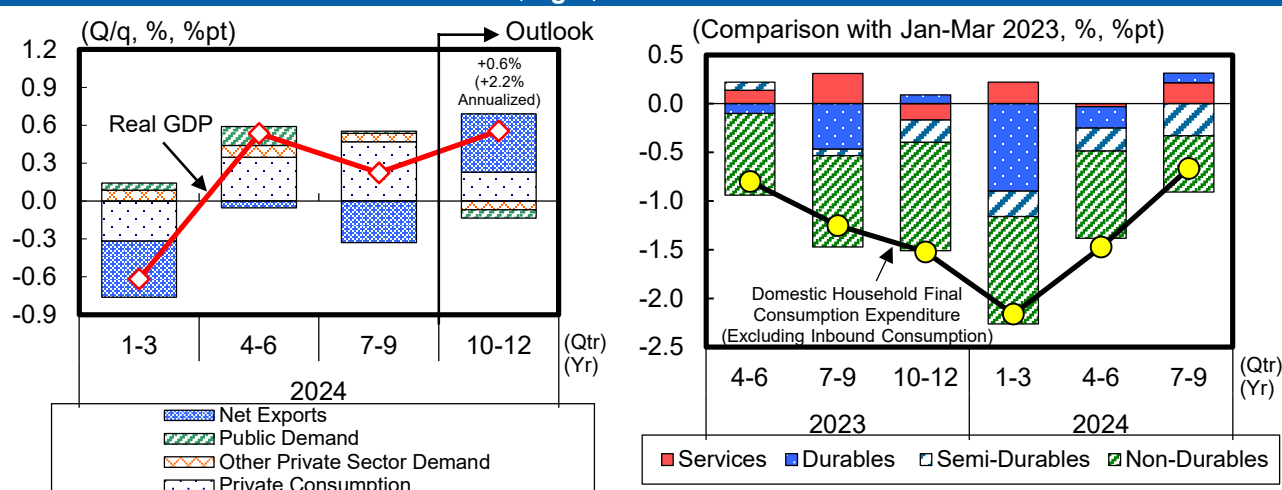 (Q/q, %, %pt)
Outlook
1.2
0.9
0.6
0.3
0.0
-0.3
-0.6
-0.9
+0.6%
(+2.2%
Annualized)
Real GDP
1-3 4-6 7-9 10-12 (Qtr)
(Yr)
2024
Net Exports
Public Demand
Other Private Sector Demand
Private Consumption
(Comparison with Jan-Mar 2023, %, %pt)
0.5
0.0
-0.5
-1.0
-1.5
-2.0
-2.5
Domestic Household Final
Consumption Expenditure
(Excluding Inbound Consumption)
4-6 7-9 10-12 1-3 4-6 7-9 (Qtr)
(Yr)
2023 2024
Services Durables Semi-Durables Non-Durables